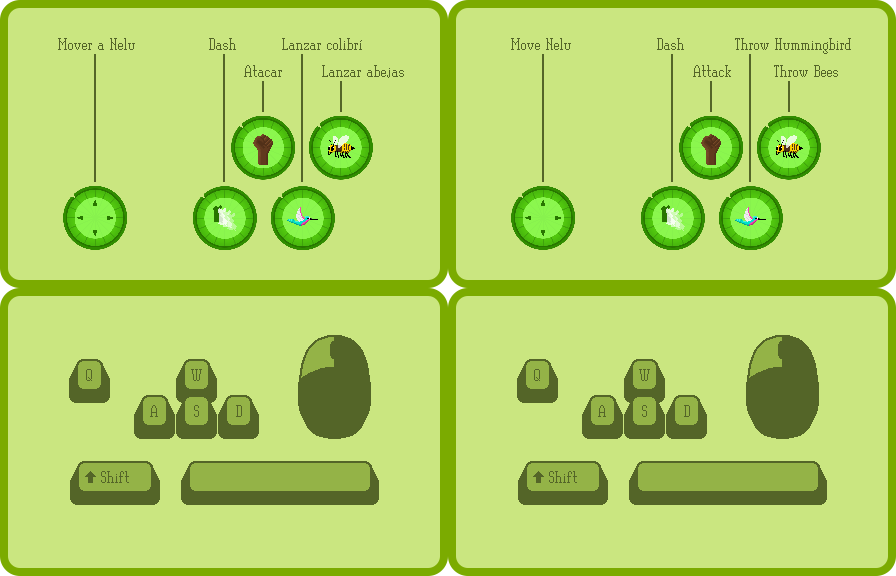 Mover a Nelu
Dash
Lanzar colibrí
Atacar
Lanzar abejas
Move Nelu
Dash
Throw Hummingbird
Attack
Throw Bees
Q
W
A
S
D
Shift
Q
W
A
S
D
Shift